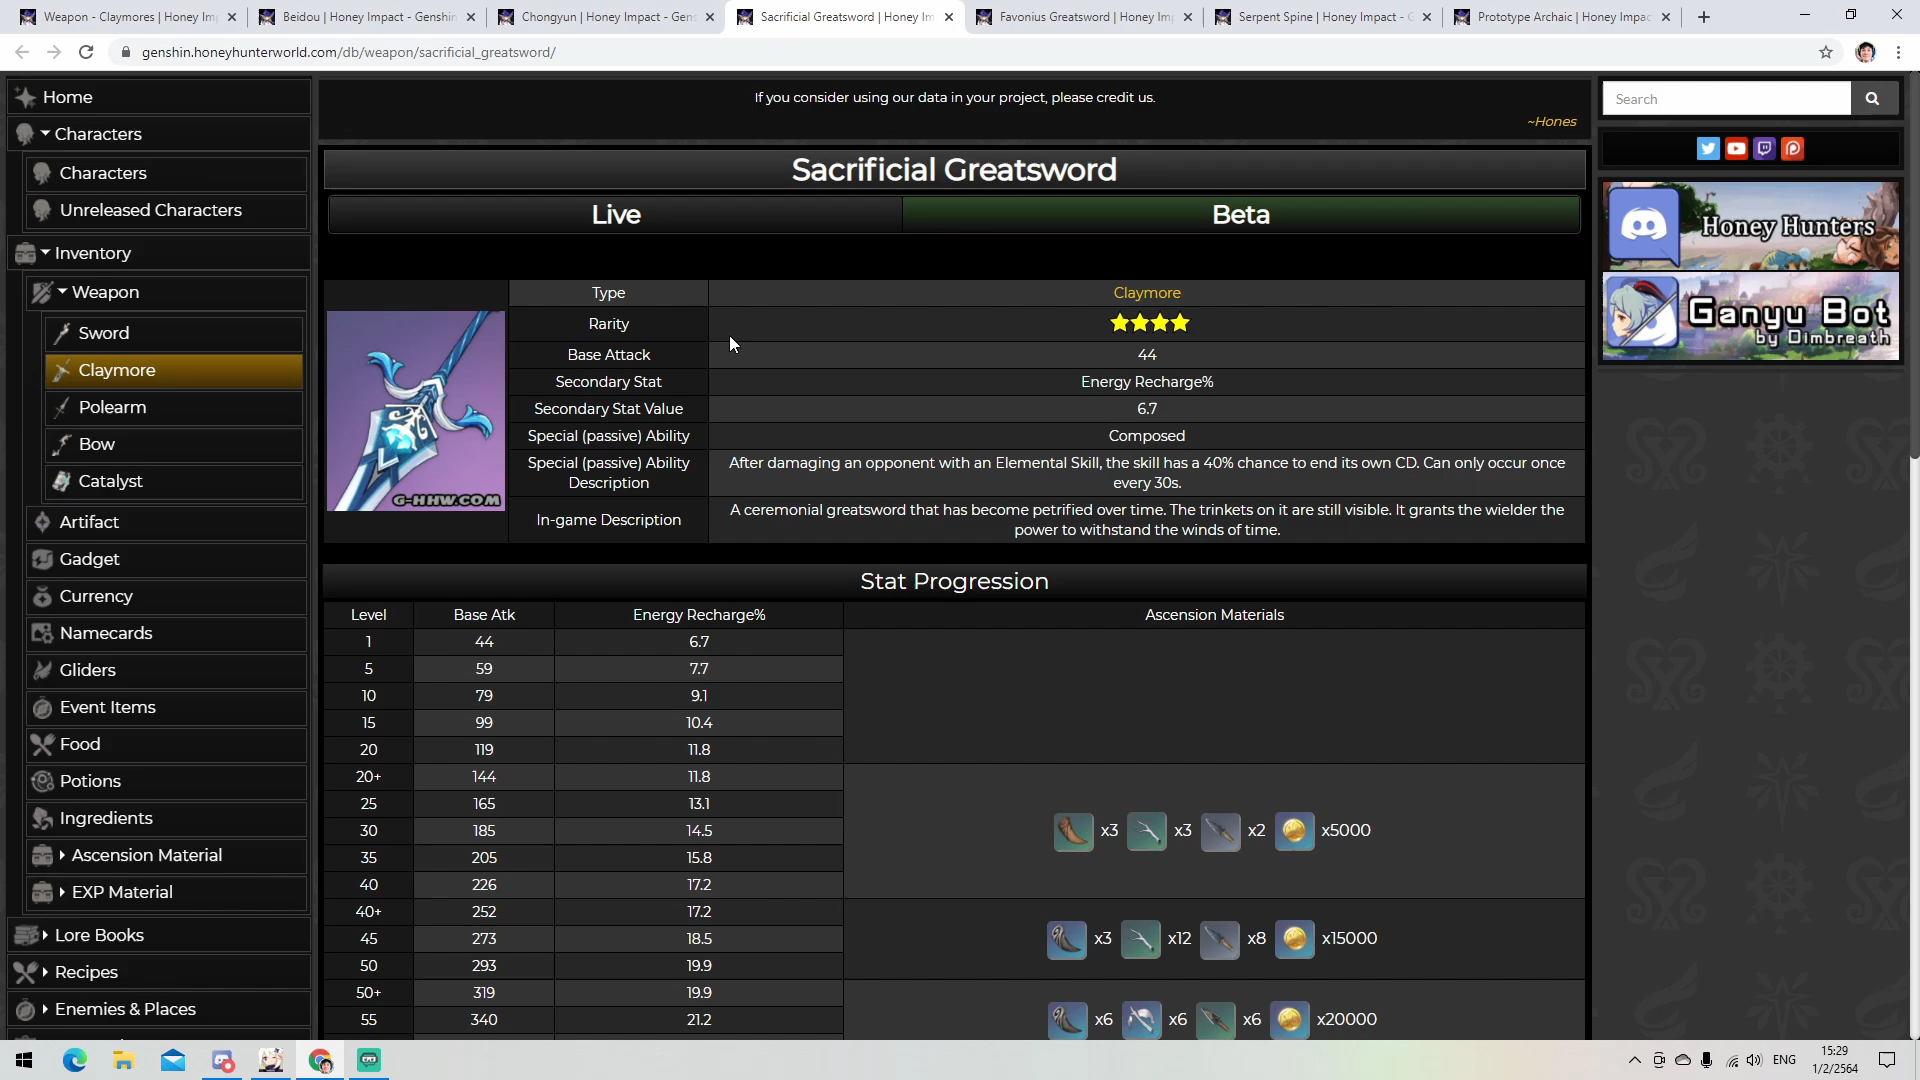 Weapon - Claymores | Honey Im
Beidou | Honey Impact - Genshin
Chongyun | Honey Impact - Gens
Sacrificial Greatsword | Honey Im
Favonius Greatsword | Honey Im
Serpent Spine | Honey Impact - G
Prototype Archaic | Honey Impac
genshin.honeyhunterworld.com/db/weapon/sacrificial_greatsword/
Home
Characters
Characters
Unreleased Characters
Inventory
Weapon
Sword
Claymore
Polearm
Bow
Catalyst
Artifact
Gadget
Currency
Namecards
Gliders
Event Items
Food
Potions
Ingredients
Ascension Material
EXP Material
Lore Books
Recipes
Enemies & Places
If you consider using our data in your project, please credit us.
~Hones
Sacrificial Greatsword
Live Beta
Type Claymore
Rarity
Base Attack 44
Secondary Stat Energy Recharge%
Secondary Stat Value 6.7
Special (passive) Ability Composed
Special (passive) Ability
Description
After damaging an opponent with an Elemental Skill, the skill has a 40% chance to end its own CD. Can only occur once
every 30s.
In-game Description
A ceremonial greatsword that has become petrified over time. The trinkets on it are still visible. It grants the wielder the
power to withstand the winds of time.
G-HHW.COM
Stat Progression
Level Base Atk Energy Recharge% Ascension Materials
1 44 6.7
5 59 7.7
10 79 9.1
15 99 10.4
20 119 11.8
20+ 144 11.8
25 165 13.1
30 185 14.5
x3 x3 x2 x5000
35 205 15.8
40 226 17.2
40+ 252 17.2
45 273 18.5
x3 x12 x8 x15000
50 293 19.9
50+ 319 19.9
55 340 21.2
x6 x6 x6 x20000
Search
Honey Hunters
Ganyu Bot
by Dimbreath
ENG
15:29
1/2/2564